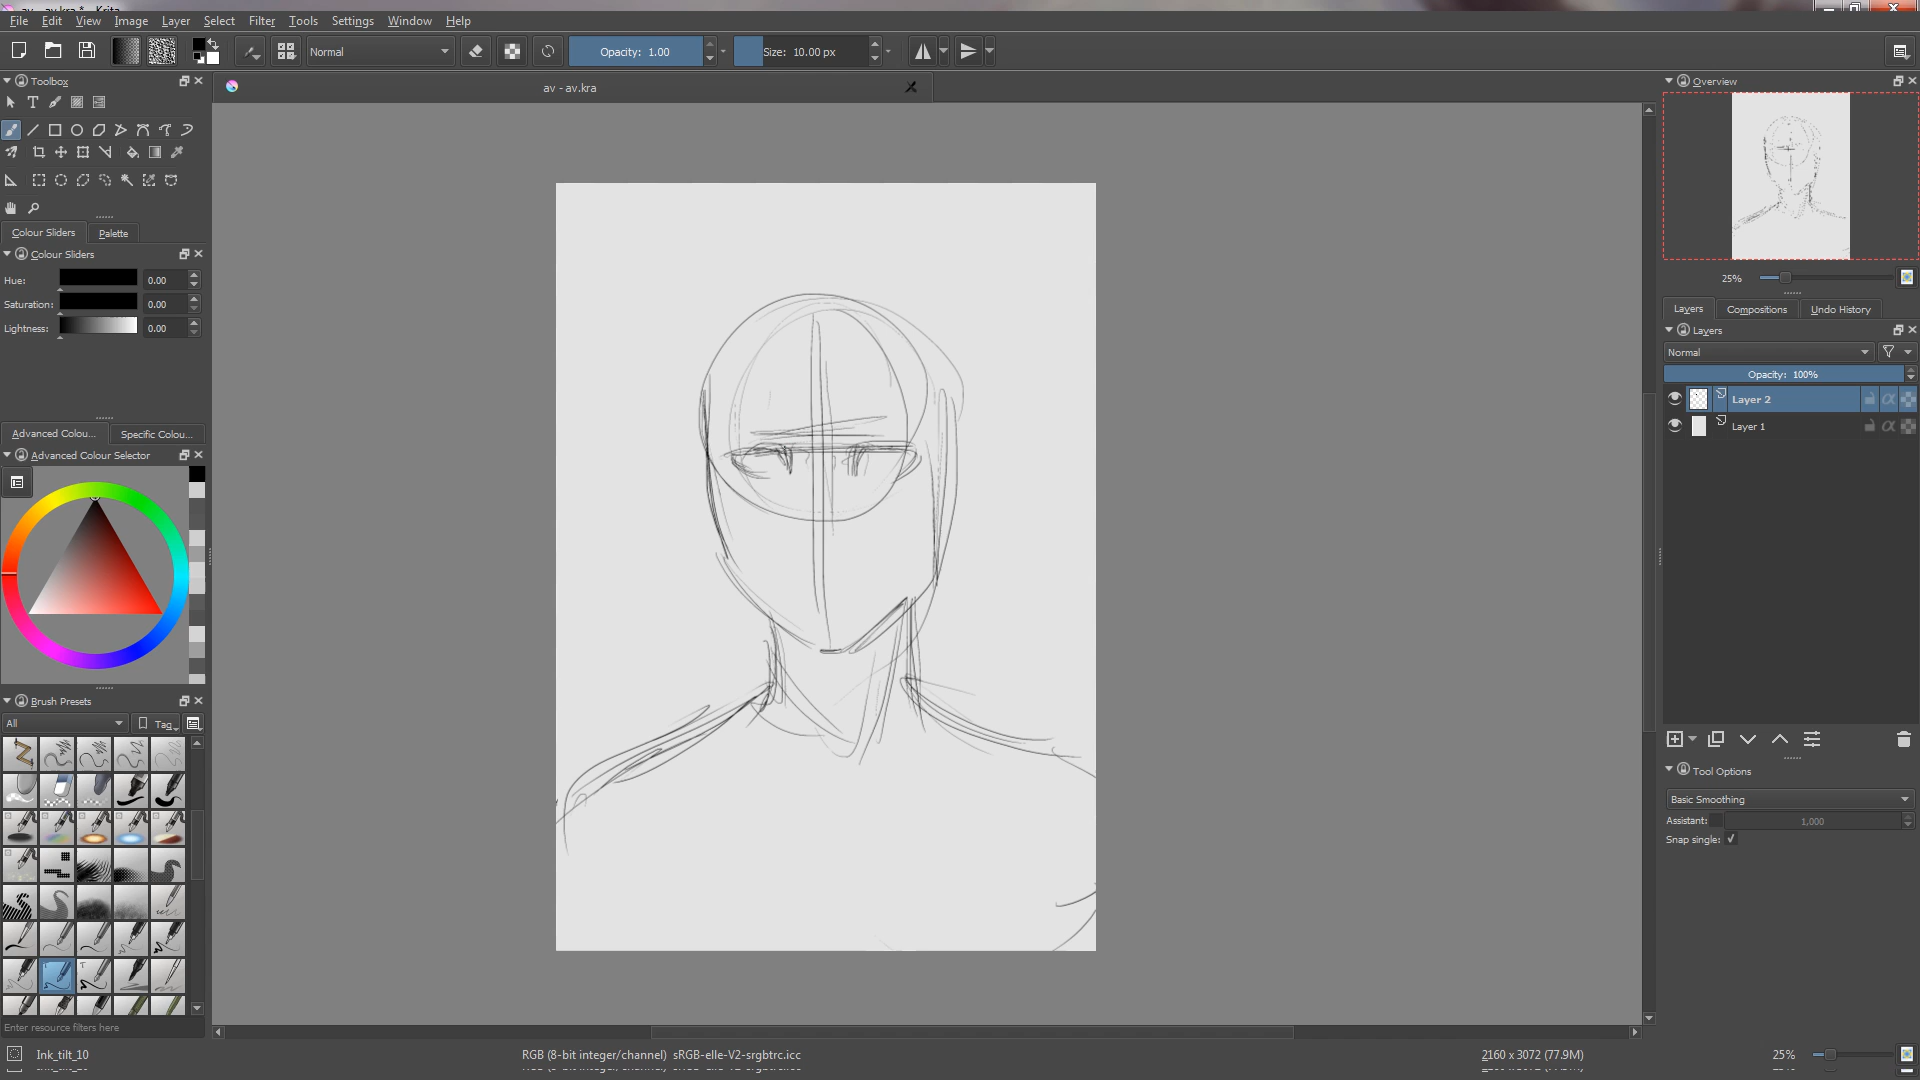 av - av.kra * - Krita
File Edit View Image Layer Select Filter Tools Settings Window Help
Normal
Opacity: 1.00
Size: 10.00 px
Toolbox
av - av.kra
Overview
Colour Sliders Palette
Colour Sliders
Hue: 0.00
Saturation: 0.00
Lightness: 0.00
25%
Layers Compositions Undo History
Layers
Normal
Opacity: 100%
Layer 2
Layer 1
Advanced Colou... Specific Colou...
Advanced Colour Selector
Brush Presets
All
Tag
Tool Options
Basic Smoothing
Assistant: 1,000
Snap single:
Enter resource filters here
Ink_tilt_10
RGB (8-bit integer/channel) sRGB-elle-V2-srgbtrc.icc
2160 x 3072 (77.9M)
25%